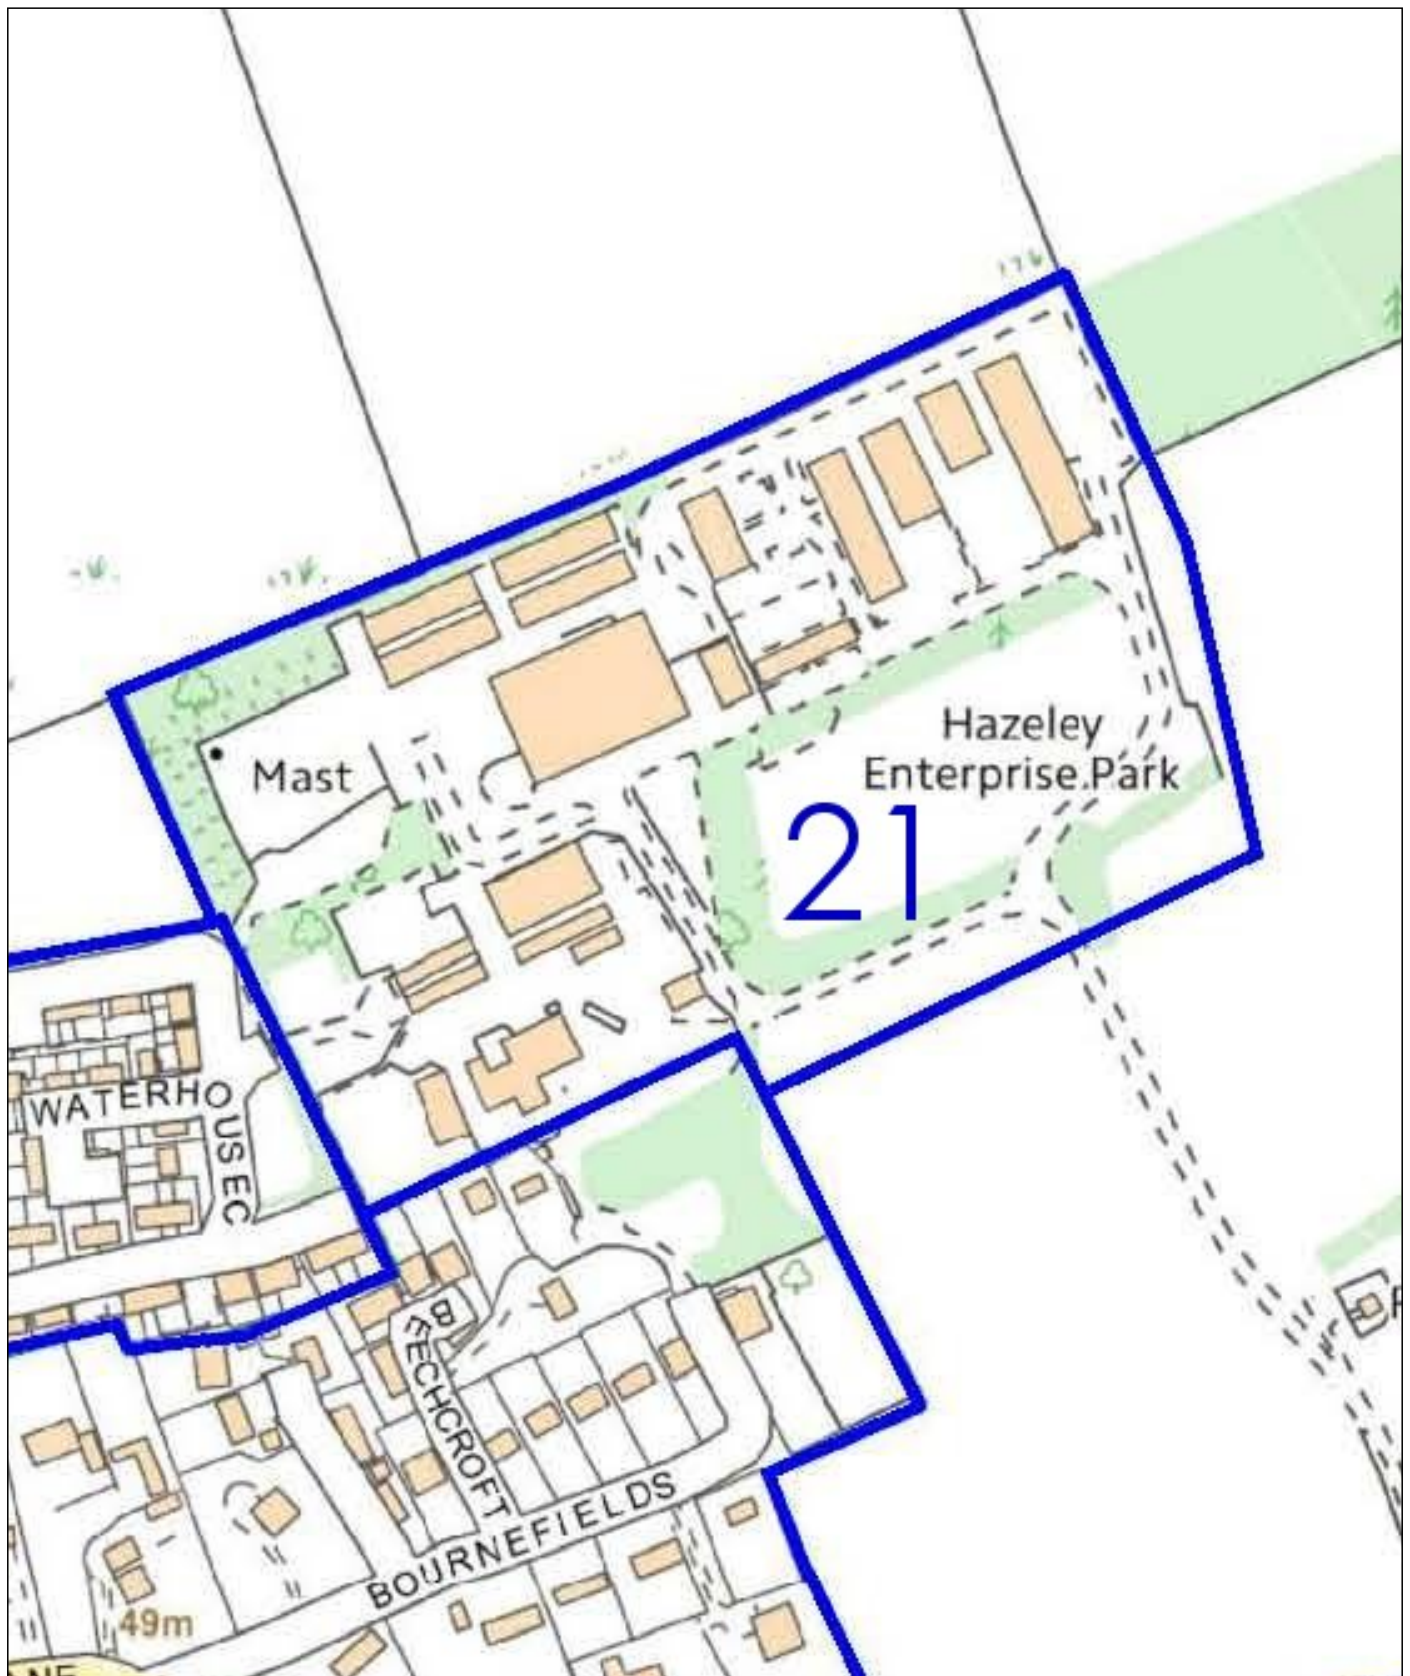 Hazeley
Enterprise Park
Mast
21
WATERHOUSE C
BEECHCROFT
BOURNEFIELDS
49m